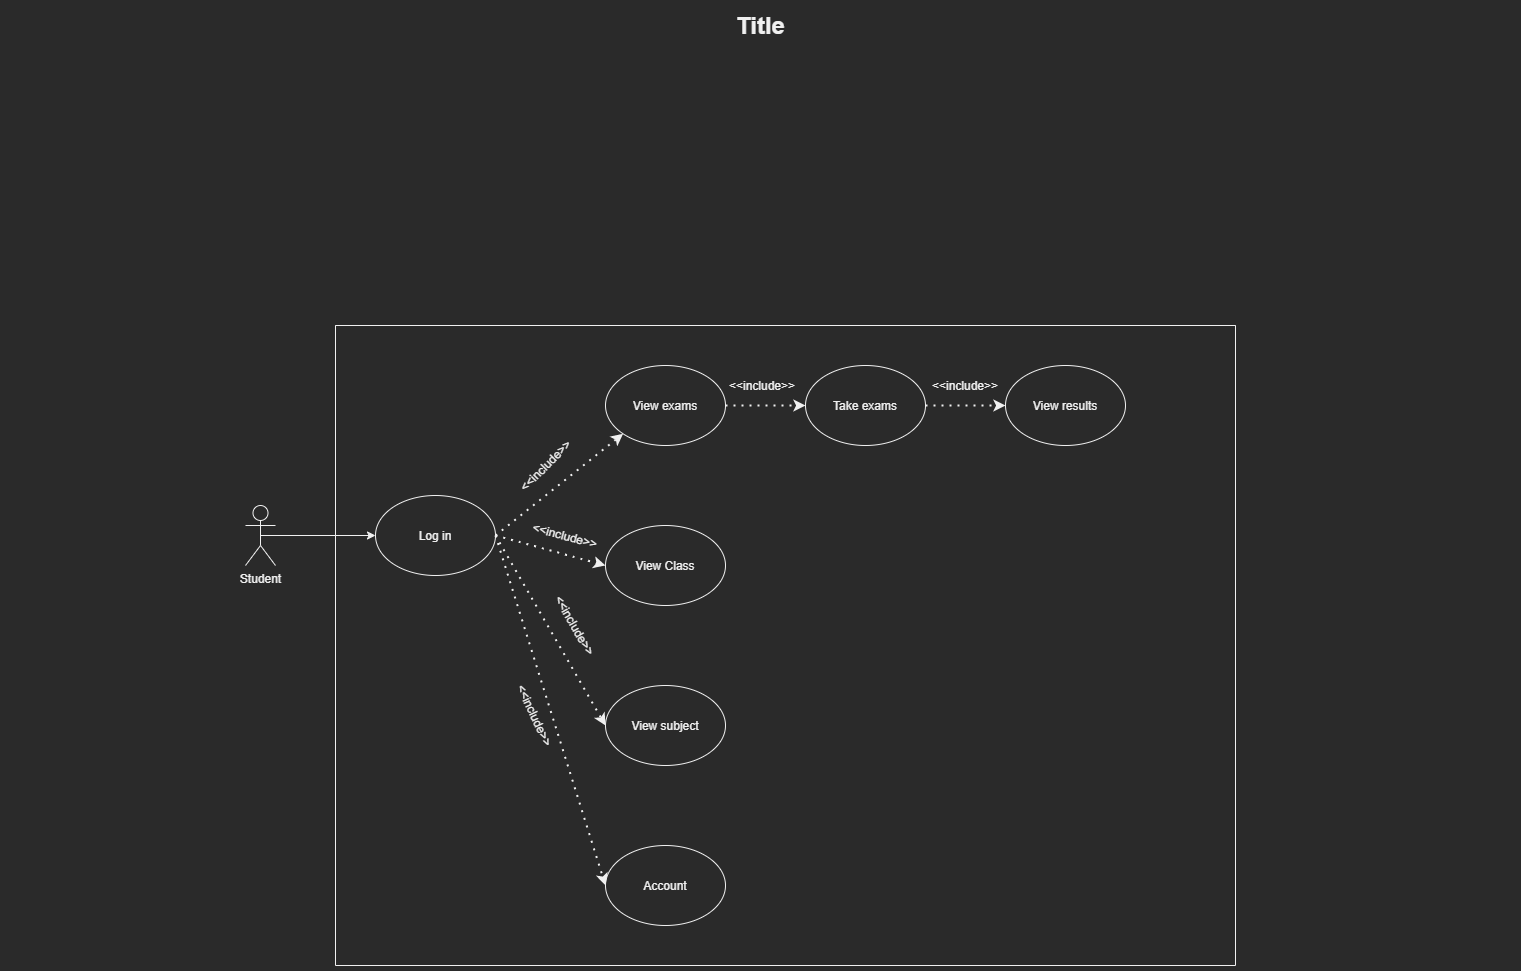 Title
View exams
<<include>>
Take exams
<<include>>
View results
<<include>>
Log in
<<include>>
View Class
Student
<<include>>
<<include>>
View subject
Account